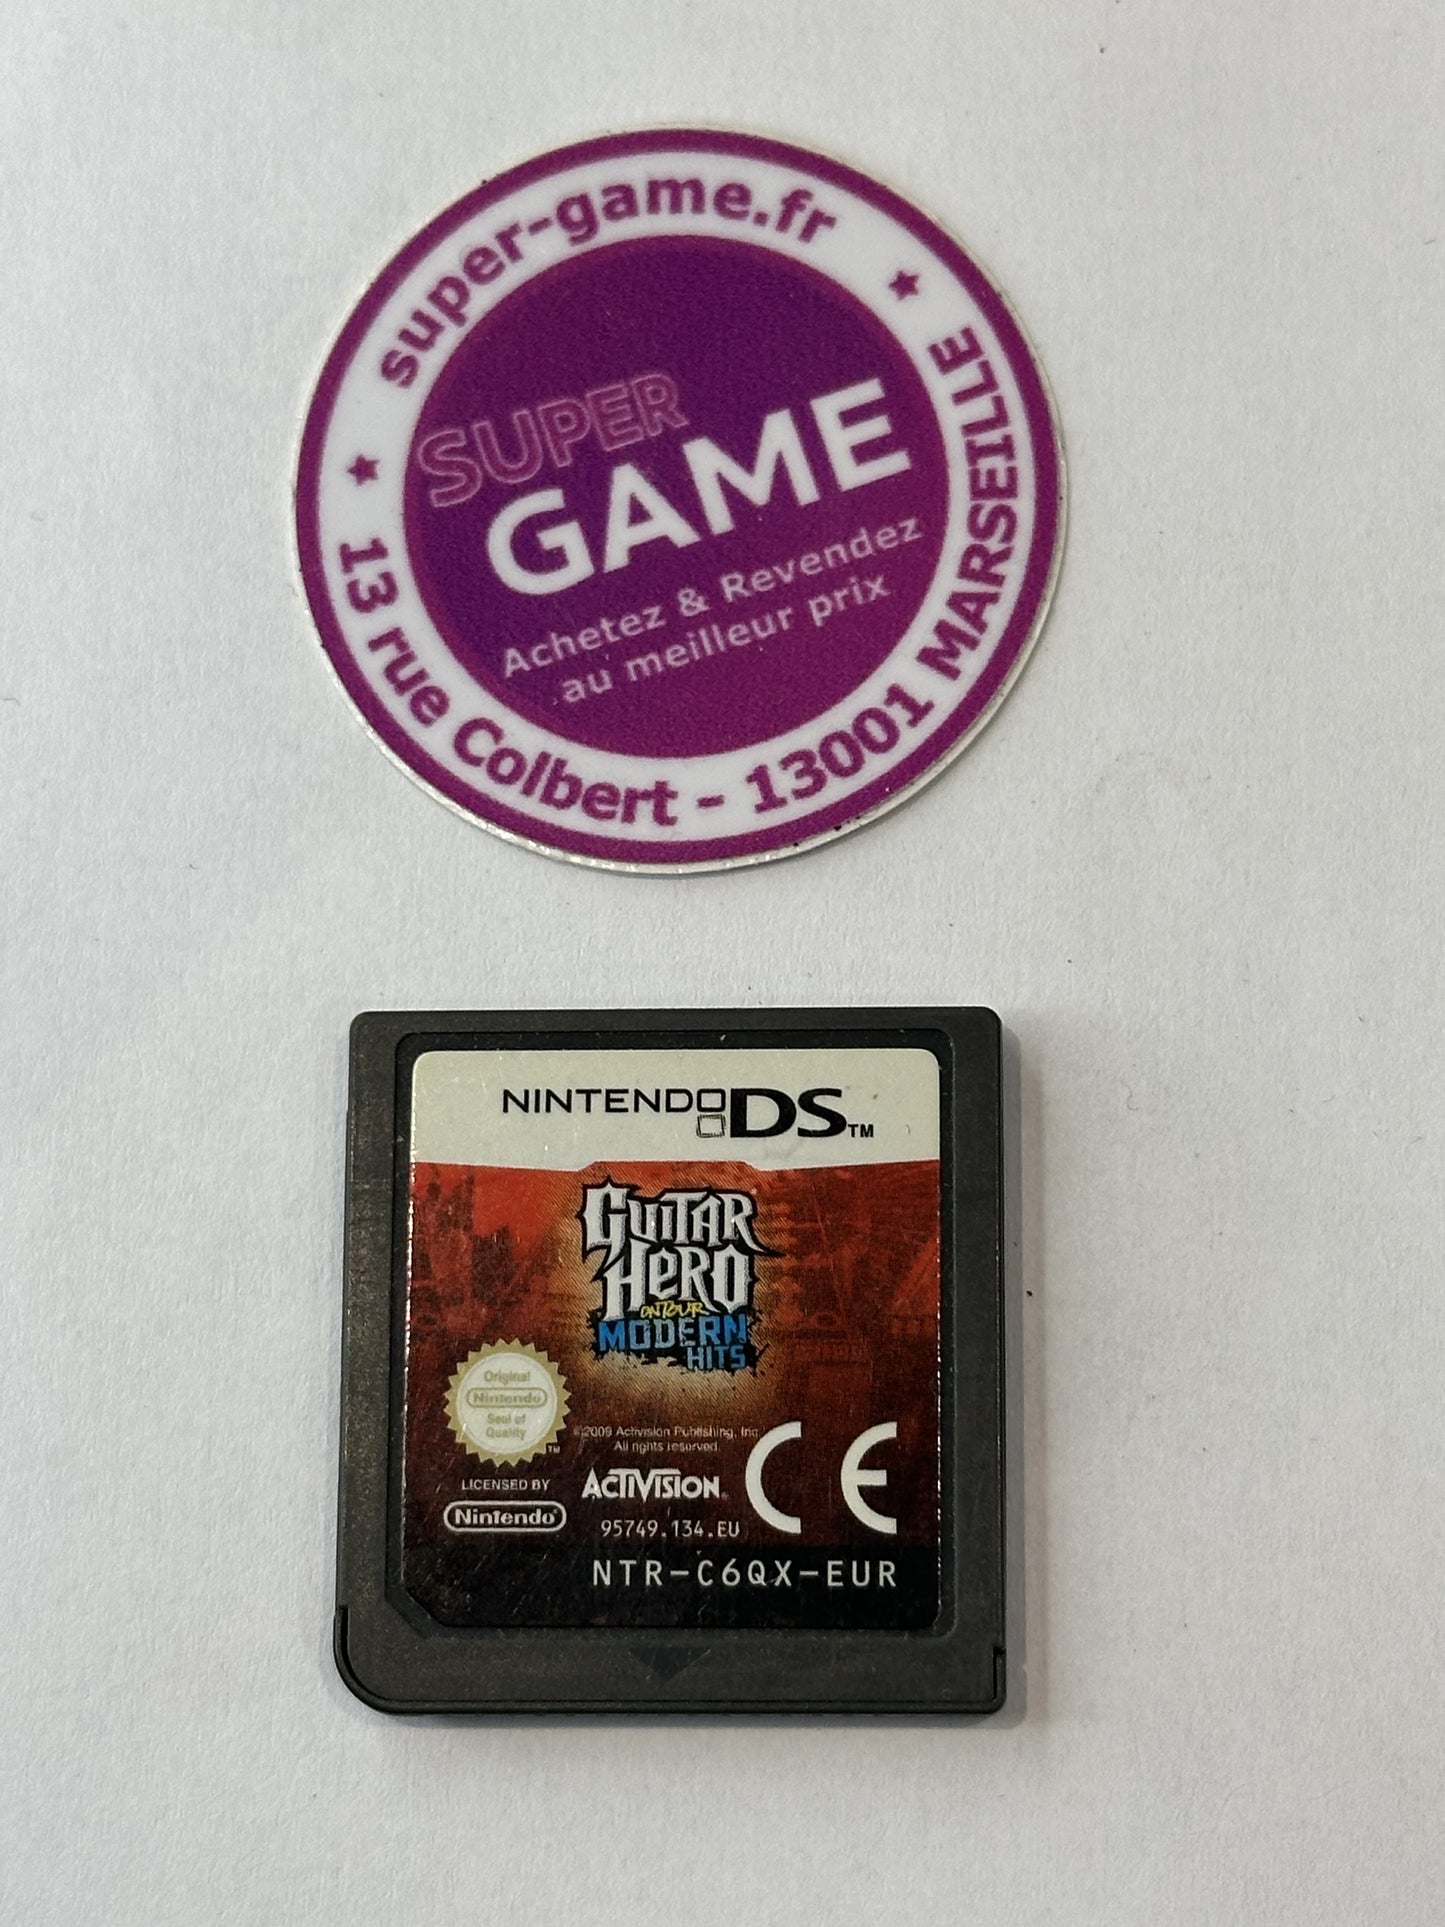 super-game.fr
SUPER
GAME
Achetez & Revendez
au meilleur prix
13 rue Colbert - 13001 MARSEILLE
NINTENDO DS™
GUITAR
HERO
ON TOUR
MODERN
HITS
Original
Nintendo
Seal of
Quality
TM
©2009 Activision Publishing, Inc.
All rights reserved.
LICENSED BY
Nintendo®
ACTIVISION®
CE
95749.134.EU
NTR-C6QX-EUR